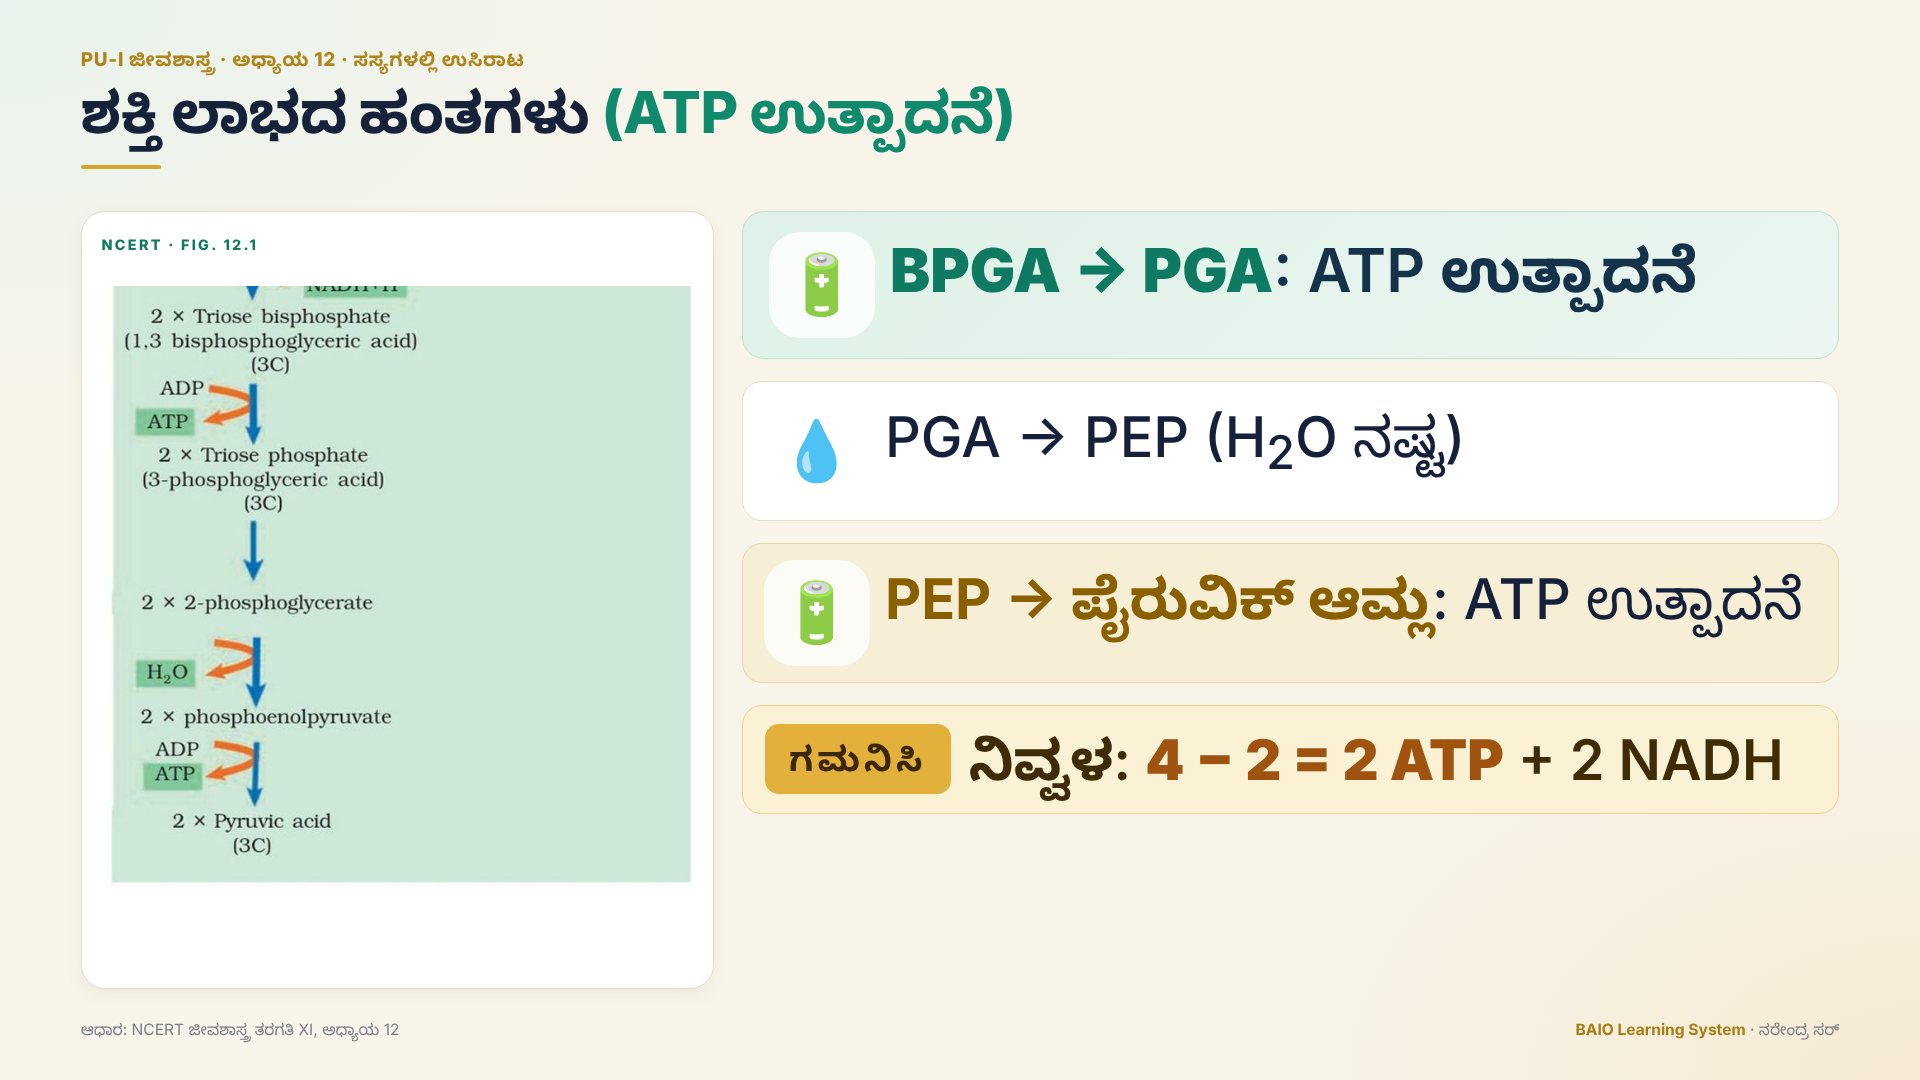 PU-I ಜೀವಶಾಸ್ತ್ರ · ಅಧ್ಯಾಯ 12 · ಸಸ್ಯಗಳಲ್ಲಿ ಉಸಿರಾಟ
ಶಕ್ತಿ ಲಾಭದ ಹಂತಗಳು (ATP ಉತ್ಪಾದನೆ)
NCERT · FIG. 12.1
2 × Triose bisphosphate
(1,3 bisphosphoglyceric acid)
(3C)
ADP
ATP
2 × Triose phosphate
(3-phosphoglyceric acid)
(3C)
2 × 2-phosphoglycerate
H₂O
2 × phosphoenolpyruvate
ADP
ATP
2 × Pyruvic acid
(3C)
BPGA → PGA: ATP ಉತ್ಪಾದನೆ
PGA → PEP (H₂O ನಷ್ಟ)
PEP → ಪೈರುವಿಕ್ ಆಮ್ಲ: ATP ಉತ್ಪಾದನೆ
ಗಮನಿಸಿ ನಿವ್ವಳ: 4 − 2 = 2 ATP + 2 NADH
ಆಧಾರ: NCERT ಜೀವಶಾಸ್ತ್ರ ತರಗತಿ XI, ಅಧ್ಯಾಯ 12
BAIO Learning System · ನರೇಂದ್ರ ಸರ್